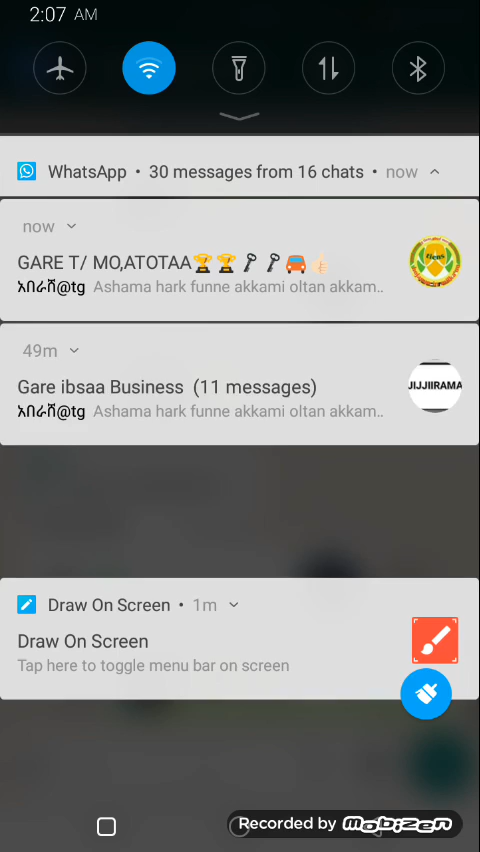 2:07 AM
WhatsApp • 30 messages from 16 chats • now
now
GARE T/ MO,ATOTAA🏆🏆🗝🗝🚘👍🏻
አበራሽ@tg Ashama hark funne akkami oltan akkam..
49m
Gare ibsaa Business (11 messages)
JIJJIIRAMA
አበራሽ@tg Ashama hark funne akkami oltan akkam..
Draw On Screen • 1m
Draw On Screen
Tap here to toggle menu bar on screen
Recorded by mobizen